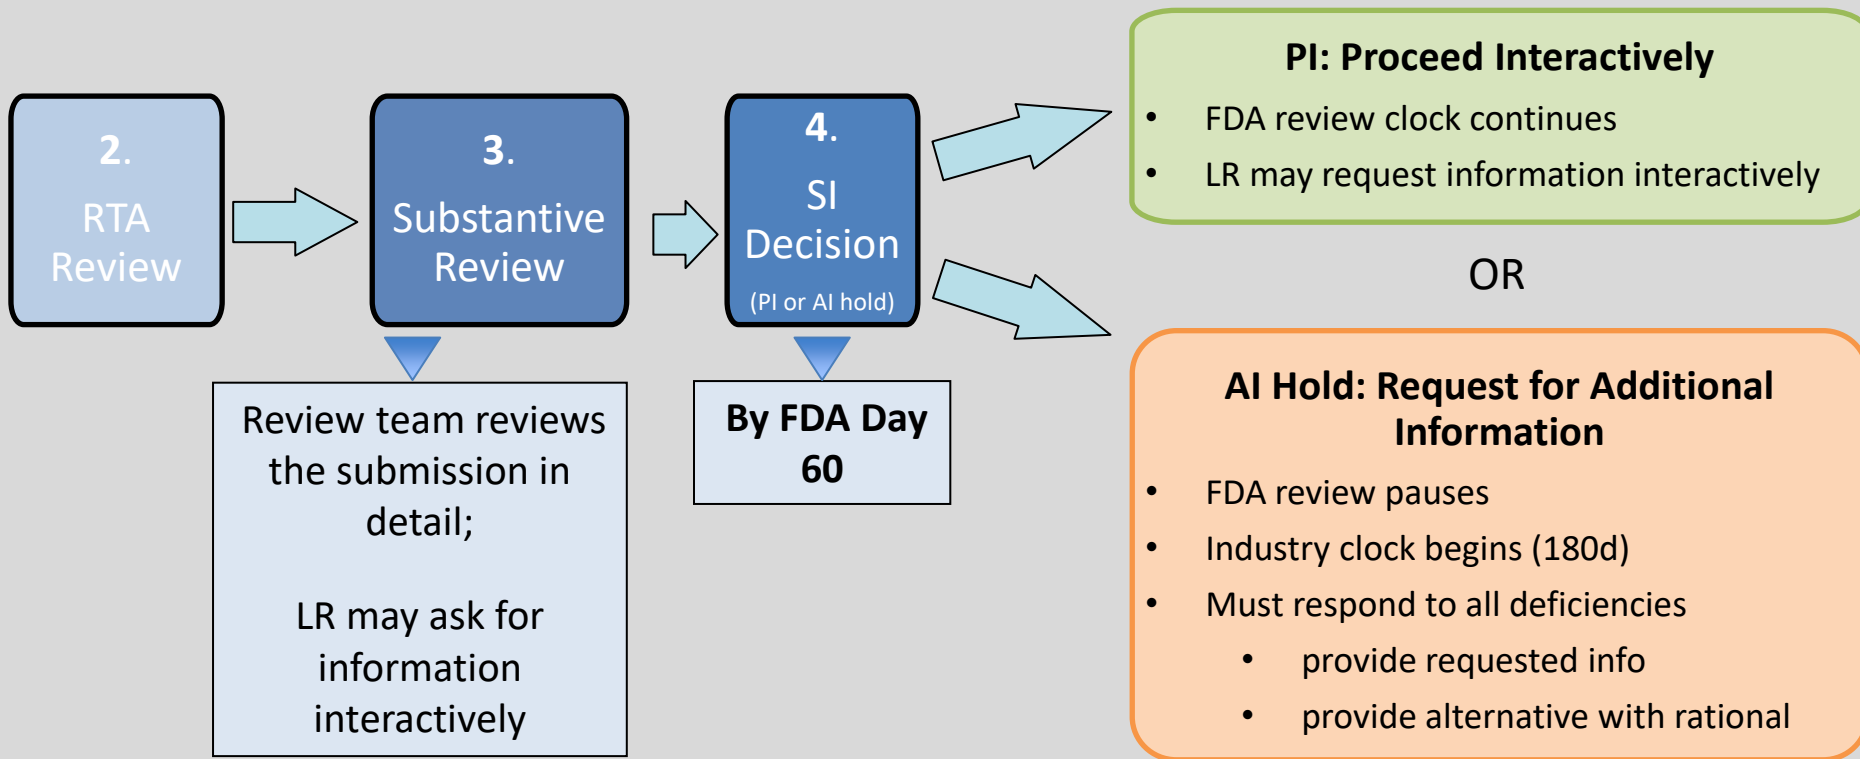 2.
RTA
Review
3.
Substantive
Review
4.
SI
Decision
(PI or AI hold)
Review team reviews
the submission in
detail;
LR may ask for
information
interactively
By FDA Day
60
PI: Proceed Interactively
• FDA review clock continues
• LR may request information interactively
OR
AI Hold: Request for Additional
Information
• FDA review pauses
• Industry clock begins (180d)
• Must respond to all deficiencies
• provide requested info
• provide alternative with rational